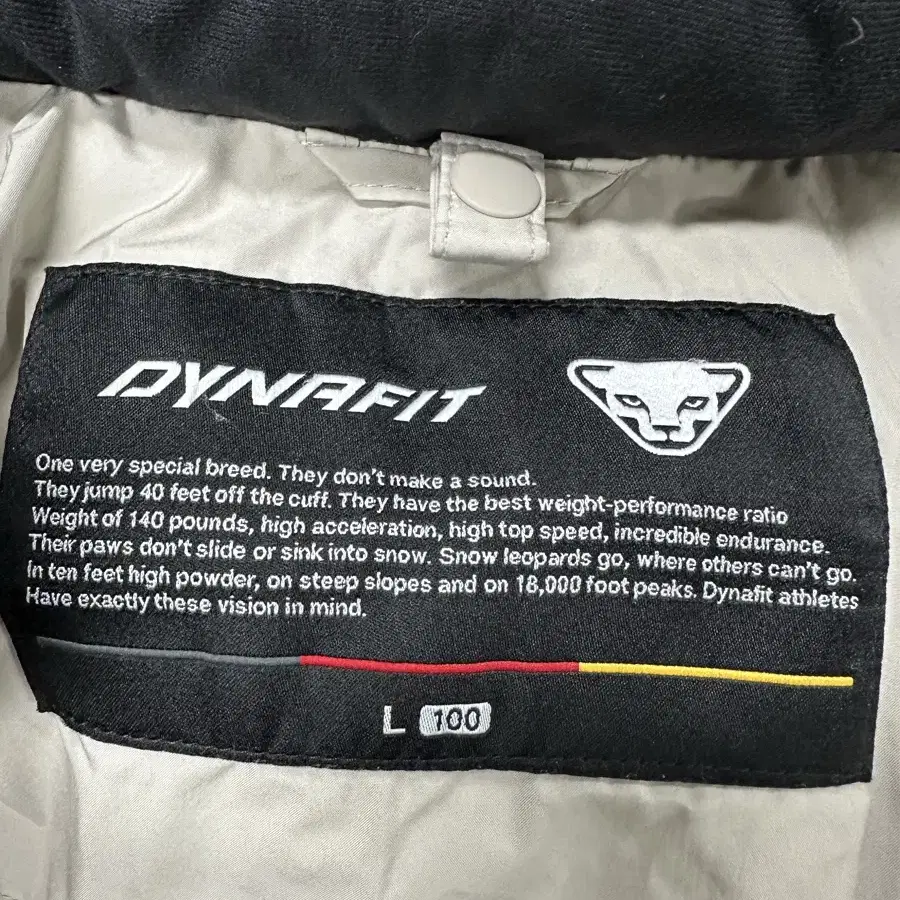 DYNAFIT
One very special breed. They don't make a sound.
They jump 40 feet off the cuff. They have the best weight-performance ratio
Weight of 140 pounds, high acceleration, high top speed, incredible endurance.
Their paws don't slide or sink into snow. Snow leopards go, where others can't go.
In ten feet high powder, on steep slopes and on 18,000 foot peaks. Dynafit athletes
Have exactly these vision in mind.
L 100